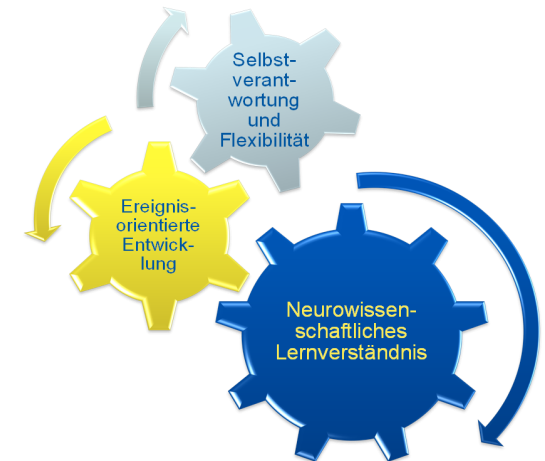 Selbst-
verant-
wortung
und
Flexibilität
Ereignis-
orientierte
Entwick-
lung
Neurowissen-
schaftliches
Lernverständnis